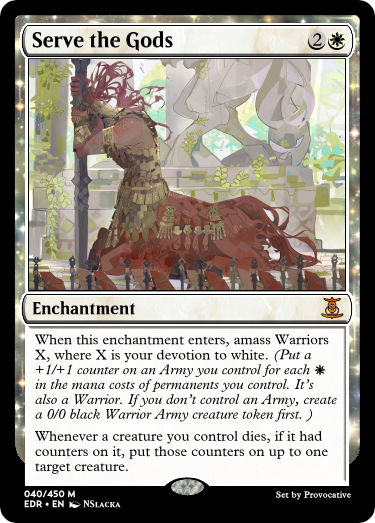 Serve the Gods 2
Enchantment
When this enchantment enters, amass Warriors
X, where X is your devotion to white. (Put a
+1/+1 counter on an Army you control for each
in the mana costs of permanents you control. It's
also a Warrior. If you don't control an Army, create
a 0/0 black Warrior Army creature token first. )
Whenever a creature you control dies, if it had
counters on it, put those counters on up to one
target creature.
040/450 M
EDR • EN NSLACKA
Set by Provocative